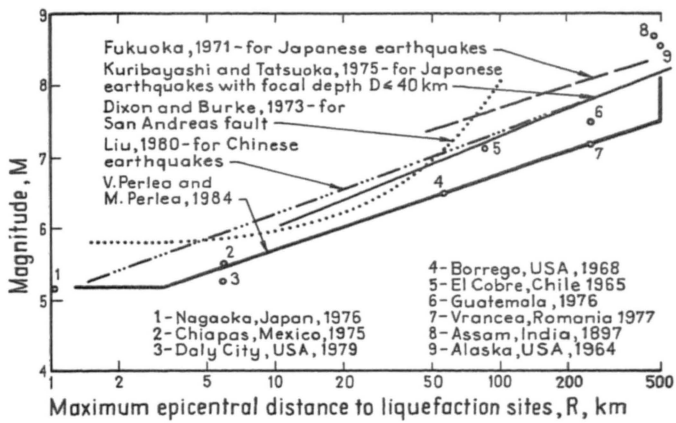 9
8
7
6
5
4
Magnitude, M
Fukuoka, 1971-for Japanese earthquakes
Kuribayashi and Tatsuoka, 1975-for Japanese
earthquakes with focal depth D≤40 km
Dixon and Burke, 1973-for
San Andreas fault
Liu, 1980-for Chinese
earthquakes
V. Perlea and
M. Perlea, 1984
1
2
3
4
5
6
7
8
9
1-Nagaoka, Japan, 1976
2-Chiapas, Mexico, 1975
3-Daly City, USA, 1979
4-Borrego, USA, 1968
5-El Cobre, Chile 1965
6-Guatemala, 1976
7-Vrancea, Romania 1977
8-Assam, India, 1897
9-Alaska, USA, 1964
1 2 5 10 20 50 100 200 500
Maximum epicentral distance to liquefaction sites, R, km